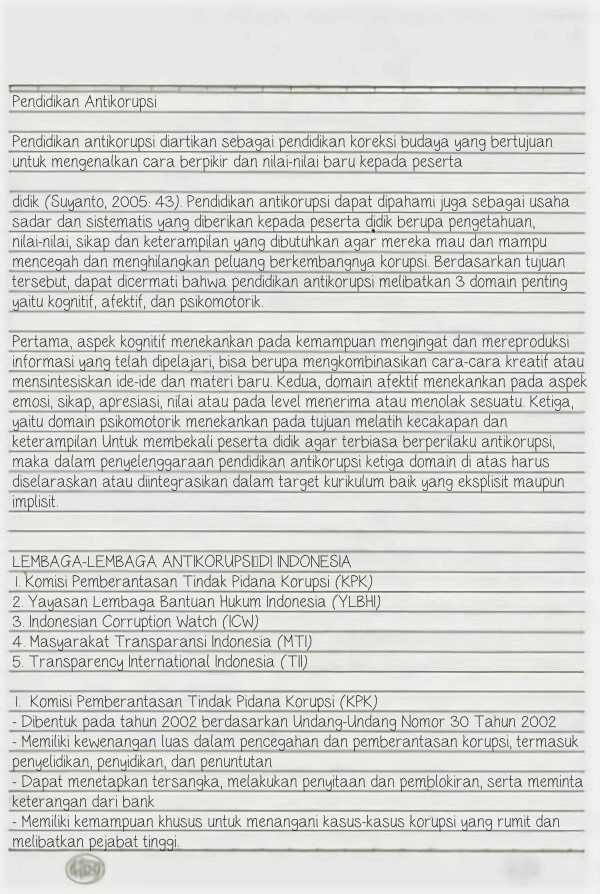 Pendidikan Antikorupsi
Pendidikan antikorupsi diartikan sebagai pendidikan koreksi budaya yang bertujuan
untuk mengenalkan cara berpikir dan nilai-nilai baru kepada peserta
didik (Suyanto, 2005: 43). Pendidikan antikorupsi dapat dipahami juga sebagai usaha
sadar dan sistematis yang diberikan kepada peserta didik berupa pengetahuan,
nilai-nilai, sikap dan keterampilan yang dibutuhkan agar mereka mau dan mampu
mencegah dan menghilangkan peluang berkembangnya korupsi. Berdasarkan tujuan
tersebut, dapat dicermati bahwa pendidikan antikorupsi melibatkan 3 domain penting
yaitu kognitif, afektif, dan psikomotorik.
Pertama, aspek kognitif menekankan pada kemampuan mengingat dan mereproduksi
informasi yang telah dipelajari, bisa berupa mengkombinasikan cara-cara kreatif atau
mensintesiskan ide-ide dan materi baru. Kedua, domain afektif menekankan pada aspek
emosi, sikap, apresiasi, nilai atau pada level menerima atau menolak sesuatu. Ketiga,
yaitu domain psikomotorik menekankan pada tujuan melatih kecakapan dan
keterampilan Untuk membekali peserta didik agar terbiasa berperilaku antikorupsi,
maka dalam penyelenggaraan pendidikan antikorupsi ketiga domain di atas harus
diselaraskan atau diintegrasikan dalam target kurikulum baik yang eksplisit maupun
implisit.
LEMBAGA-LEMBAGA ANTIKORUPSI▯DI INDONESIA
1. Komisi Pemberantasan Tindak Pidana Korupsi (KPK)
2. Yayasan Lembaga Bantuan Hukum Indonesia (YLBHI)
3. Indonesian Corruption Watch (ICW)
4. Masyarakat Transparansi Indonesia (MTI)
5. Transparency International Indonesia (TII)
1. Komisi Pemberantasan Tindak Pidana Korupsi (KPK)
- Dibentuk pada tahun 2002 berdasarkan Undang-Undang Nomor 30 Tahun 2002
- Memiliki kewenangan luas dalam pencegahan dan pemberantasan korupsi, termasuk
penyelidikan, penyidikan, dan penuntutan
- Dapat menetapkan tersangka, melakukan penyitaan dan pemblokiran, serta meminta
keterangan dari bank
- Memiliki kemampuan khusus untuk menangani kasus-kasus korupsi yang rumit dan
melibatkan pejabat tinggi.